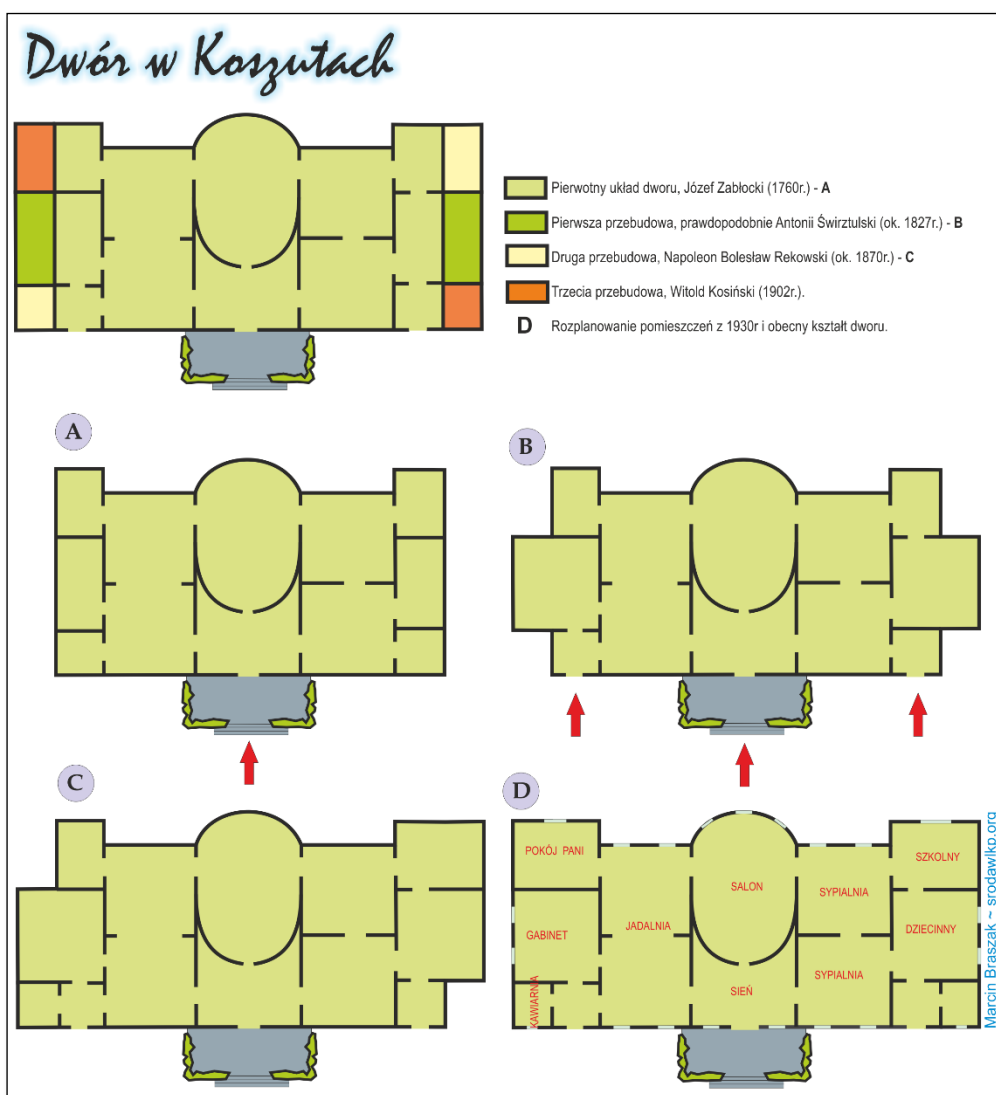 Dwór w Koszutach
Pierwotny układ dworu, Józef Zabłocki (1760r.) - A
Pierwsza przebudowa, prawdopodobnie Antonii Świrztulski (ok. 1827r.) - B
Druga przebudowa, Napoleon Bolesław Rekowski (ok. 1870r.) - C
Trzecia przebudowa, Witold Kosiński (1902r.).
D Rozplanowanie pomieszczeń z 1930r i obecny kształt dworu.
A
B
C
D
POKÓJ PANI
SZKOLNY
SALON
SYPIALNIA
GABINET
JADALNIA
DZIECINNY
SYPIALNIA
SIEŃ
KAWIARNIA
Marcin Braszak ~ srodawlkp.org